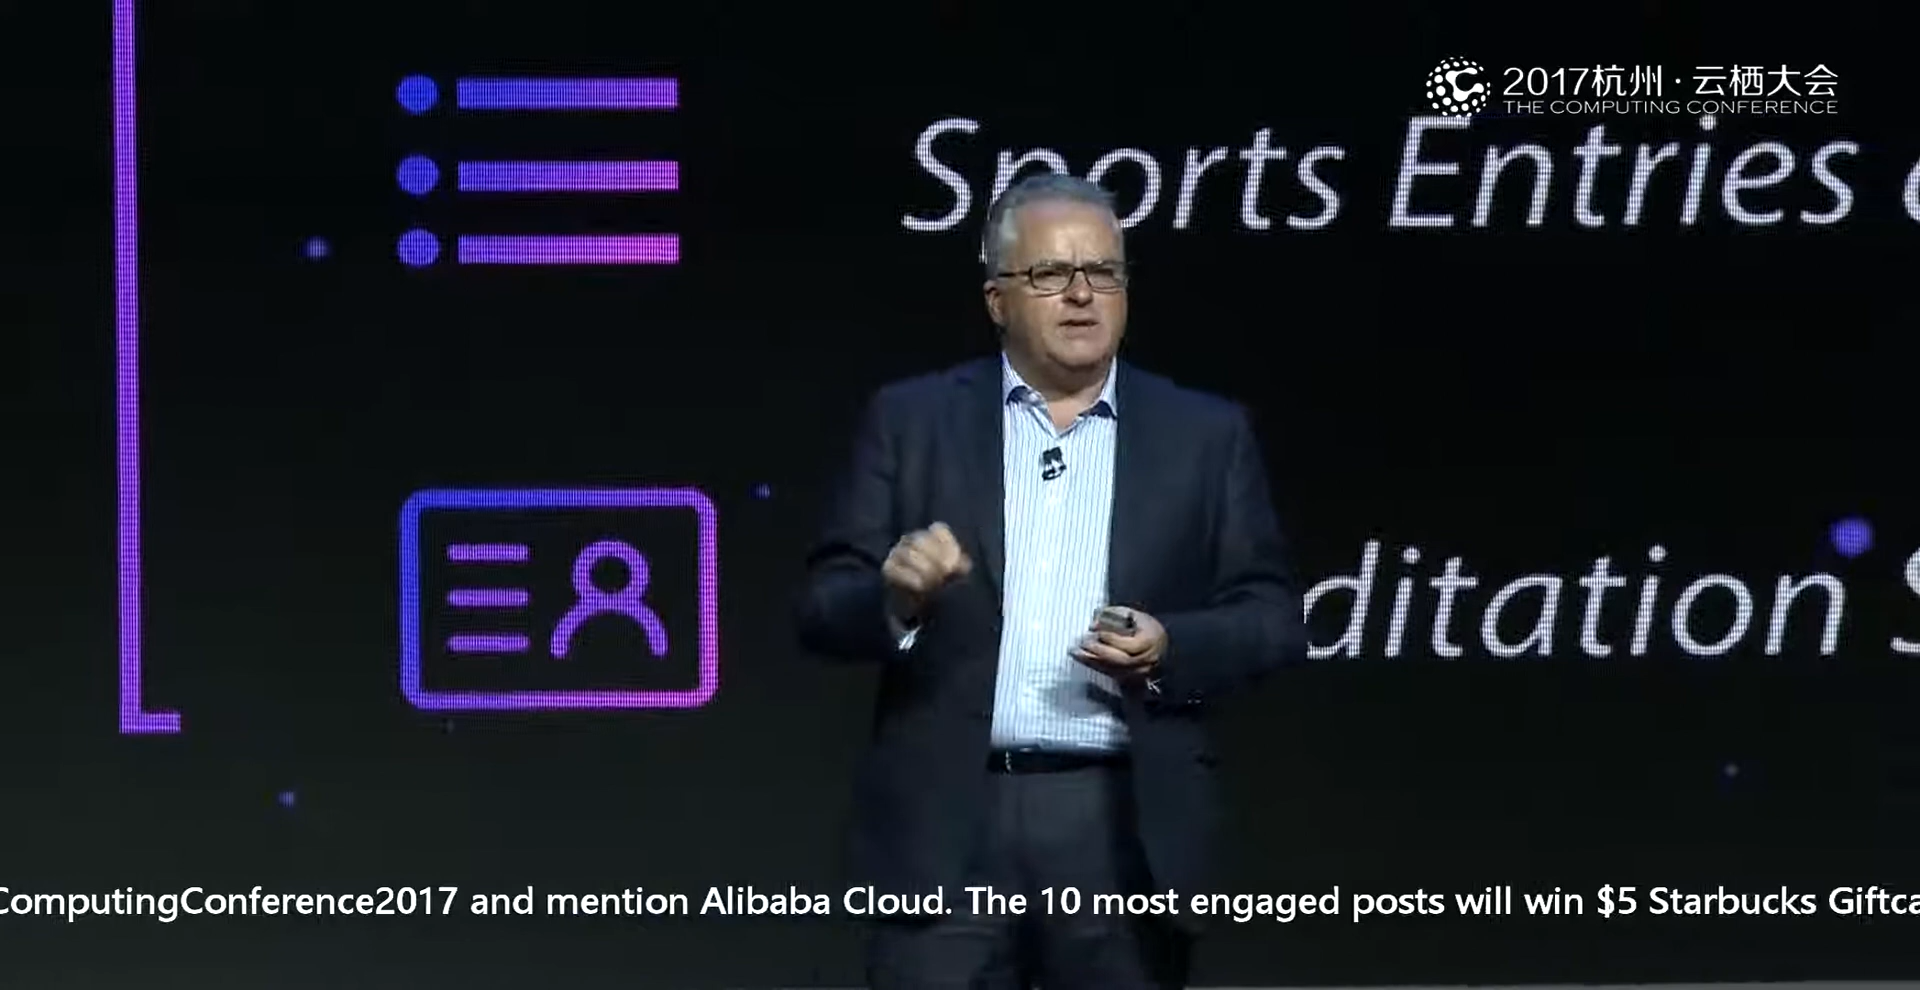 2017杭州·云栖大会
THE COMPUTING CONFERENCE
Sports Entries
ditation S
ComputingConference2017 and mention Alibaba Cloud. The 10 most engaged posts will win $5 Starbucks Giftca